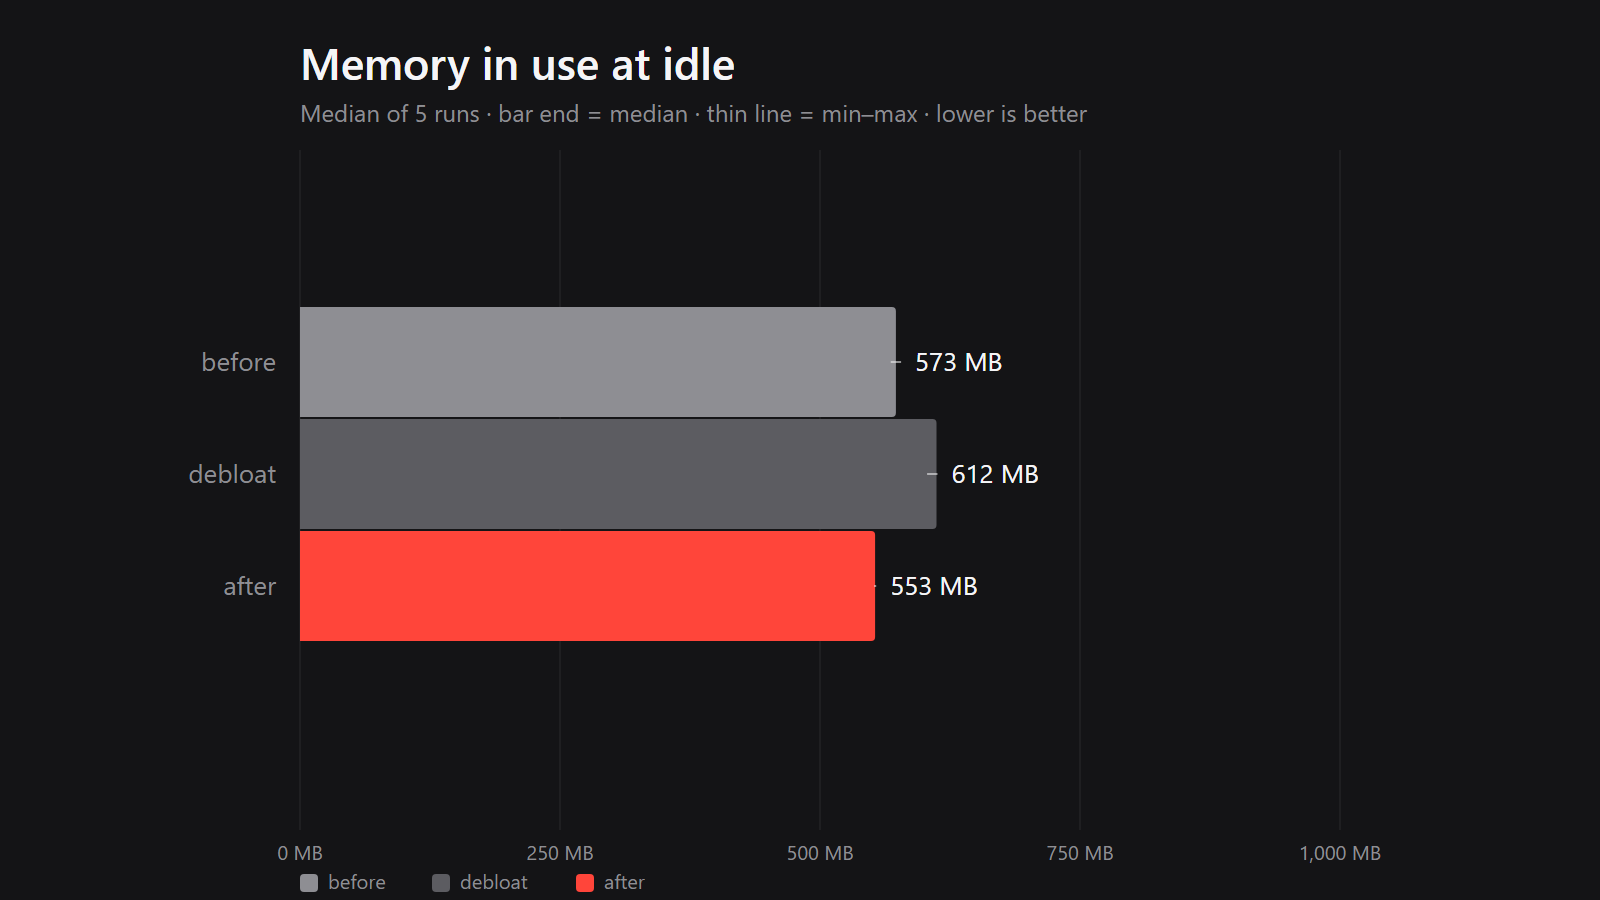 Memory in use at idle
Median of 5 runs · bar end = median · thin line = min–max · lower is better
before
573 MB
debloat
612 MB
after
553 MB
0 MB
250 MB
500 MB
750 MB
1,000 MB
before
debloat
after